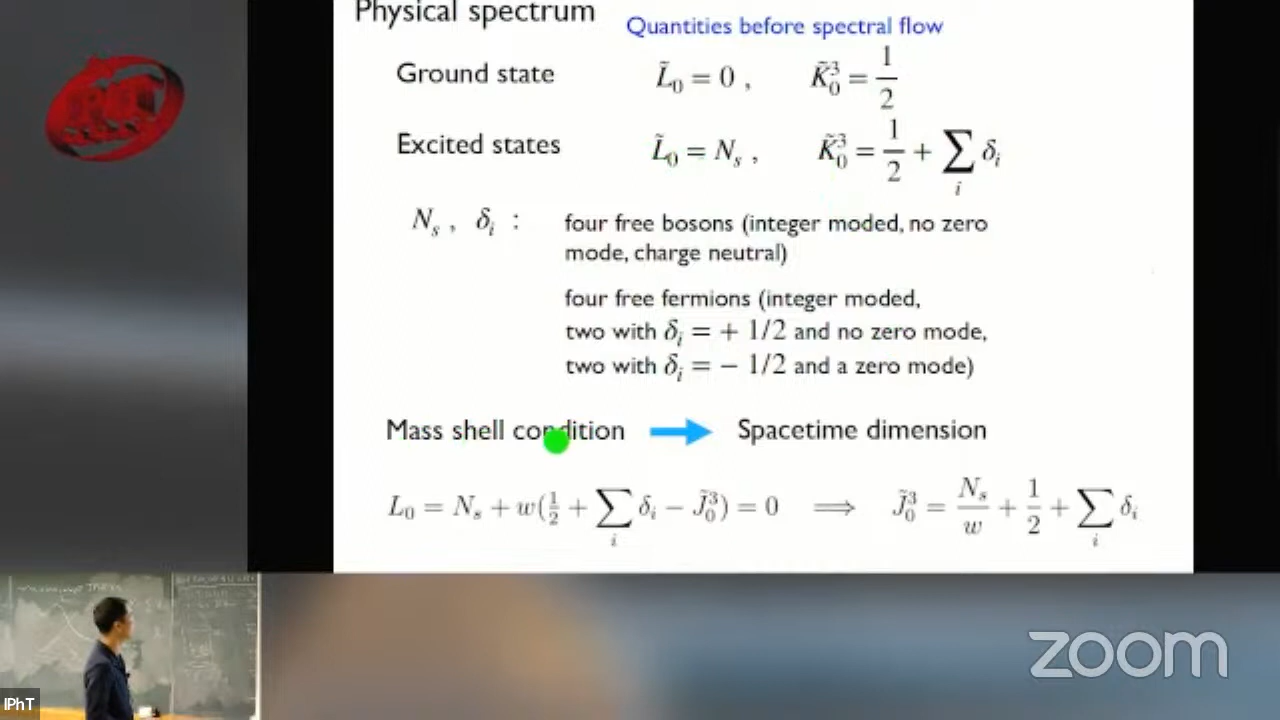 Physical spectrum
Quantities before spectral flow
Ground state L̃₀ = 0 , K̃₀³ = 1/2
Excited states L̃₀ = Nₛ , K̃₀³ = 1/2 + ∑ᵢ δᵢ
Nₛ , δᵢ : four free bosons (integer moded, no zero
mode, charge neutral)
four free fermions (integer moded,
two with δᵢ = + 1/2 and no zero mode,
two with δᵢ = − 1/2 and a zero mode)
Mass shell condition Spacetime dimension
L₀ = Nₛ + w(1/2 + ∑ᵢ δᵢ − J̃₀³) = 0 ⟹ J̃₀³ = Nₛ/w + 1/2 + ∑ᵢ δᵢ
zoom
IPhT